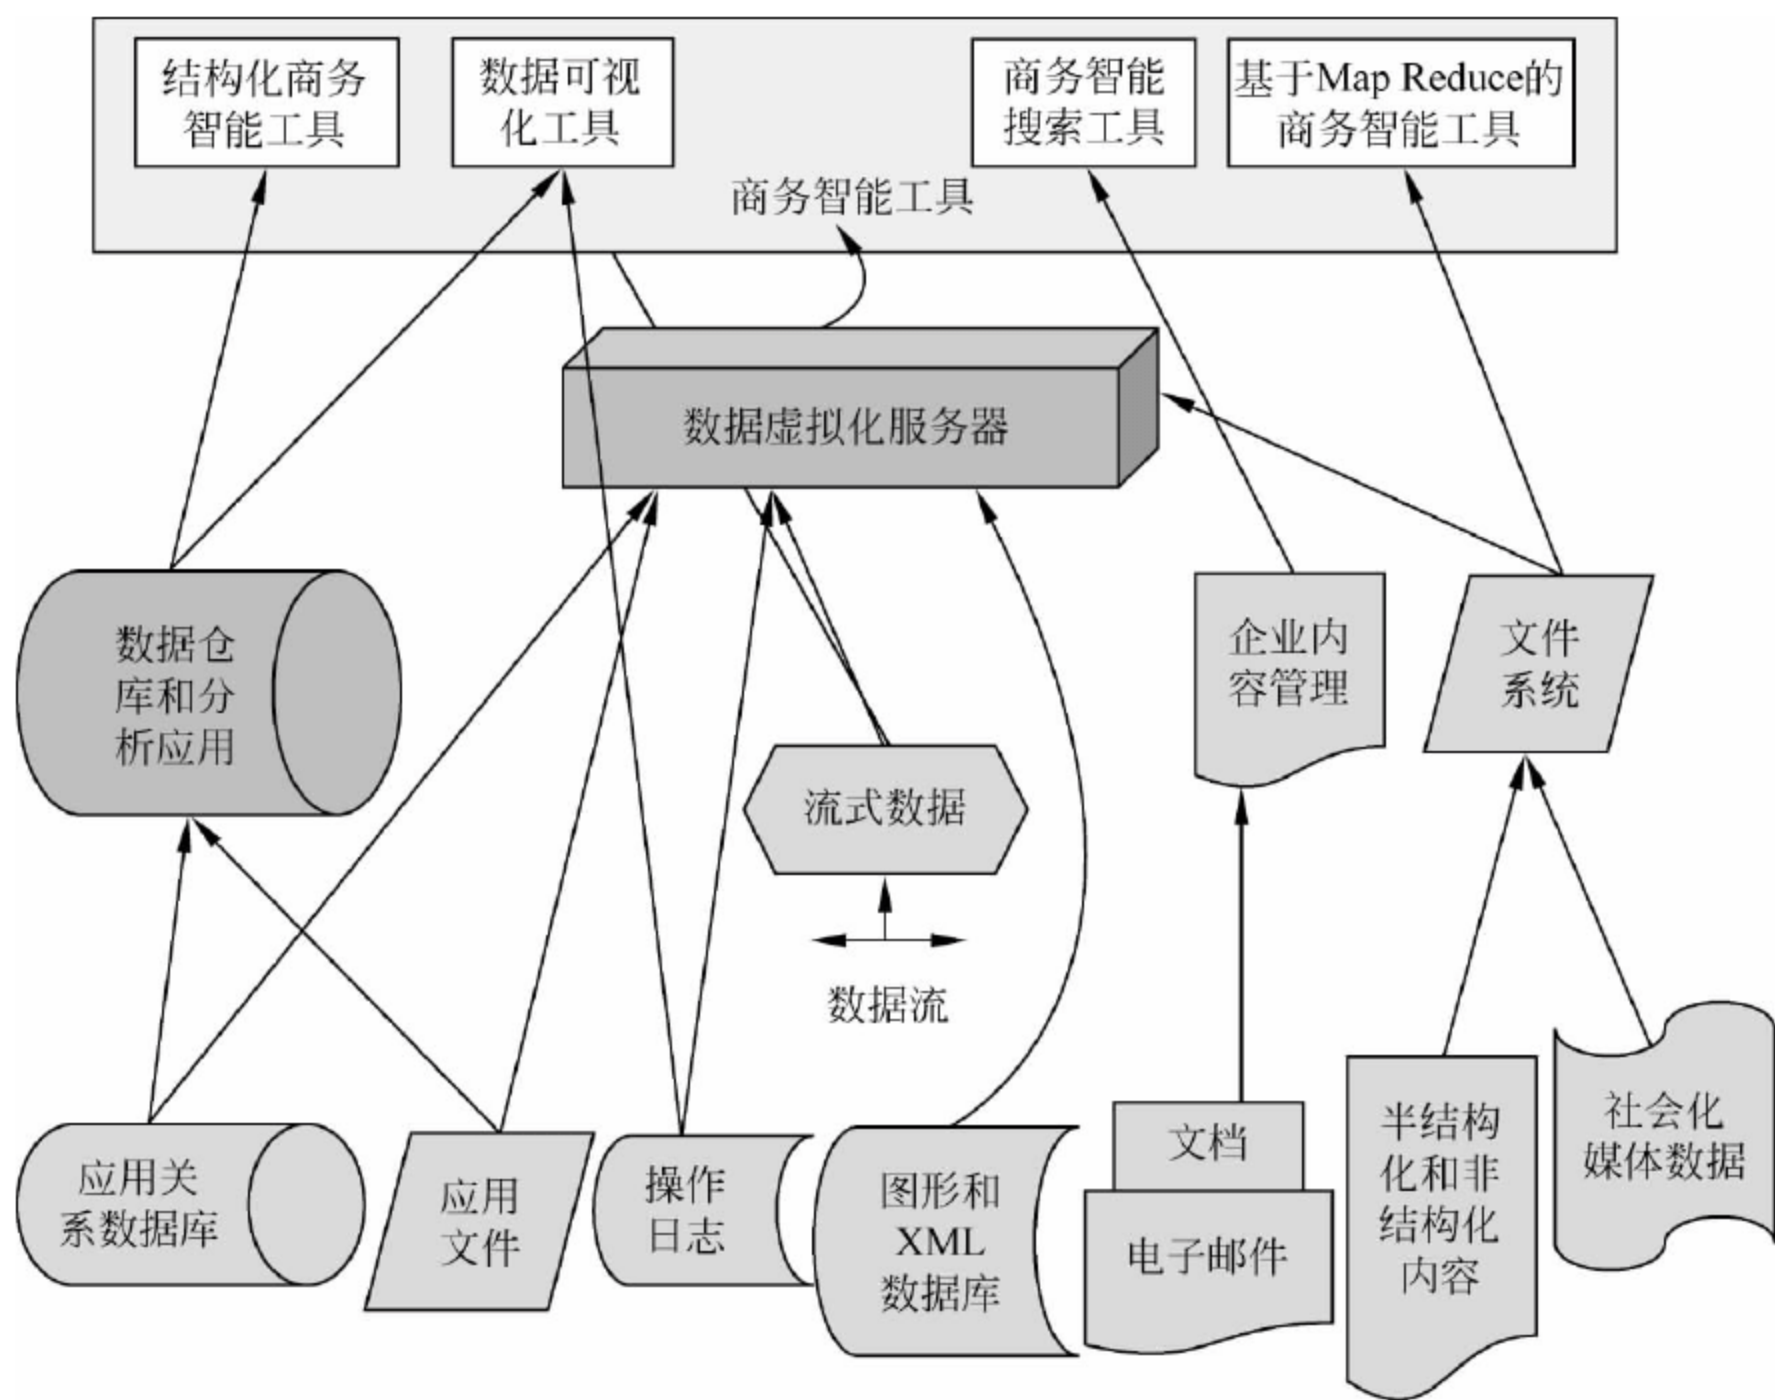 结构化商务
智能工具
数据可视
化工具
商务智能
搜索工具
基于Map Reduce的
商务智能工具
商务智能工具
数据虚拟化服务器
数据仓
库和分
析应用
企业内
容管理
文件
系统
流式数据
数据流
应用关
系数据库
应用
文件
操作
日志
图形和
XML
数据库
文档
电子邮件
半结构
化和非
结构化
内容
社会化
媒体数据